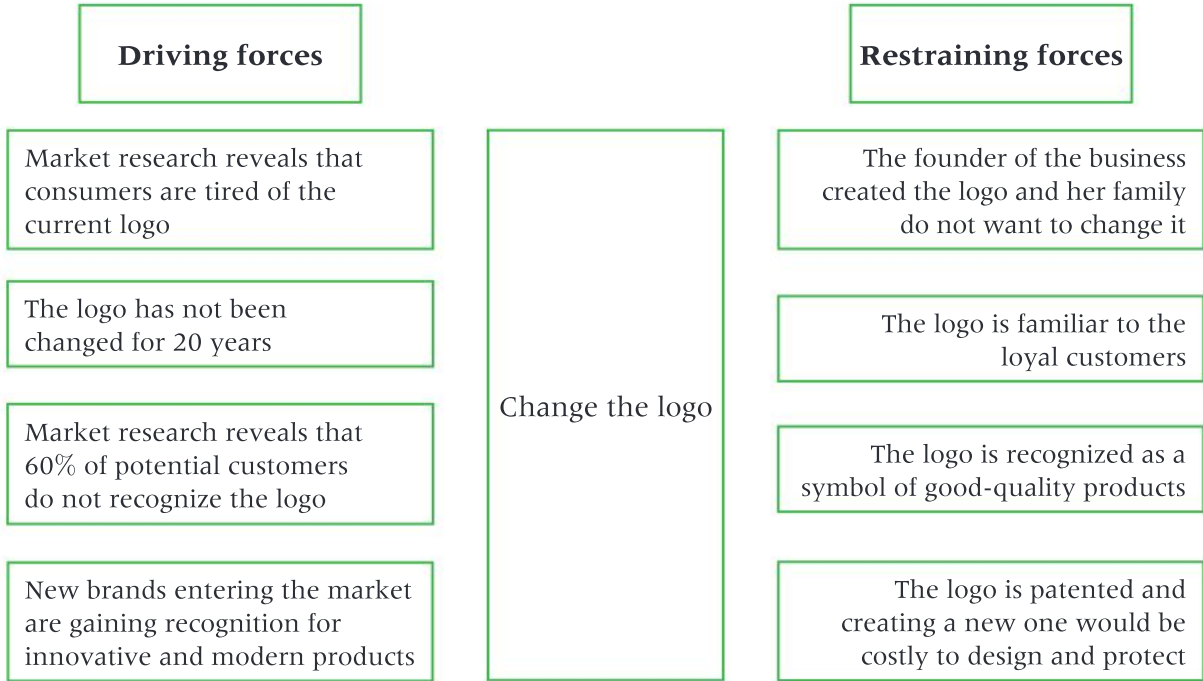 Driving forces
Restraining forces
Market research reveals that
consumers are tired of the
current logo
The logo has not been
changed for 20 years
Market research reveals that
60% of potential customers
do not recognize the logo
New brands entering the market
are gaining recognition for
innovative and modern products
Change the logo
The founder of the business
created the logo and her family
do not want to change it
The logo is familiar to the
loyal customers
The logo is recognized as a
symbol of good-quality products
The logo is patented and
creating a new one would be
costly to design and protect